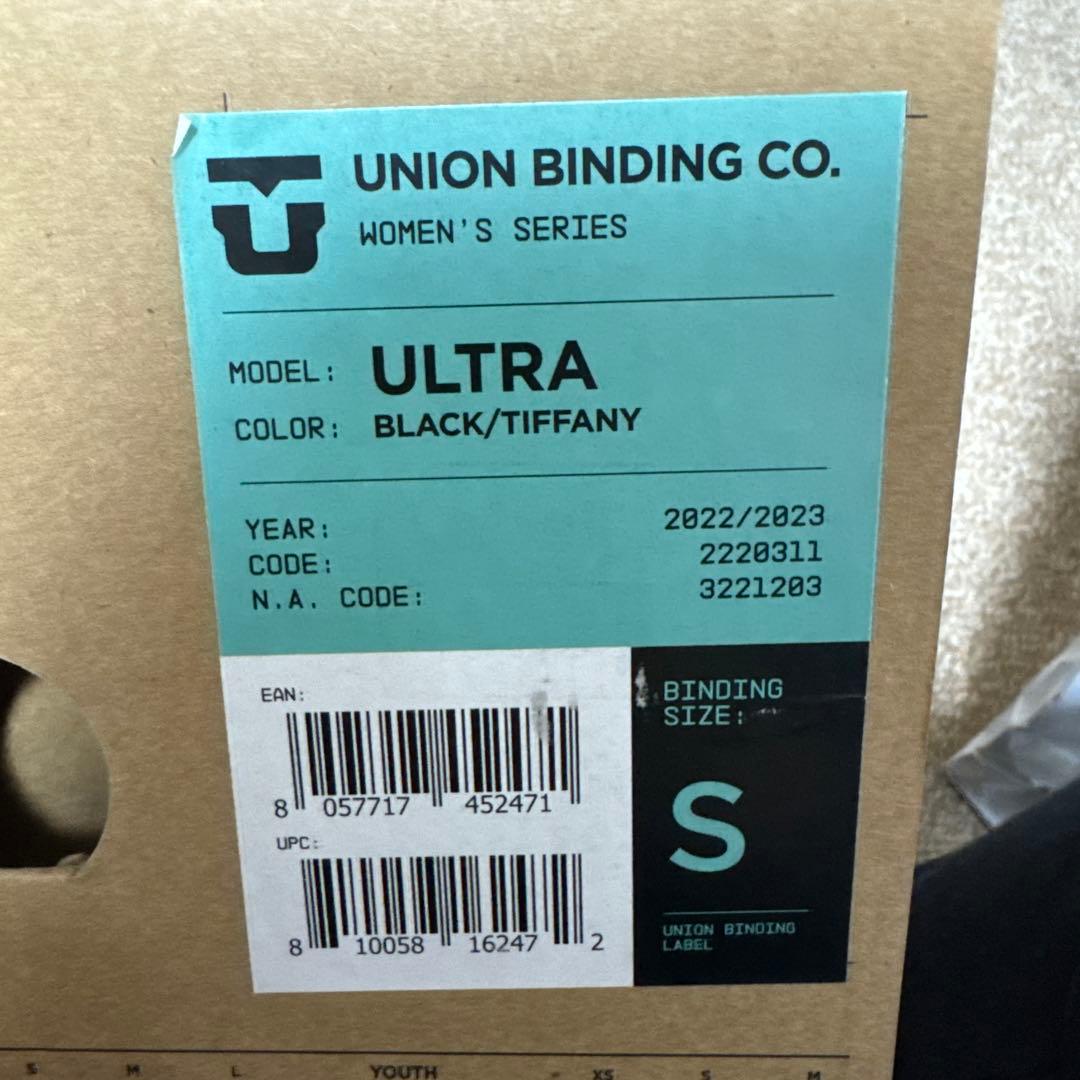 UNION BINDING CO.
WOMEN'S SERIES
MODEL: ULTRA
COLOR: BLACK/TIFFANY
YEAR: 2022/2023
CODE: 2220311
N.A. CODE: 3221203
EAN:
8 057717 452471
UPC:
8 10058 16247 2
BINDING
SIZE:
S
UNION BINDING
LABEL
S M L YOUTH - XS S M